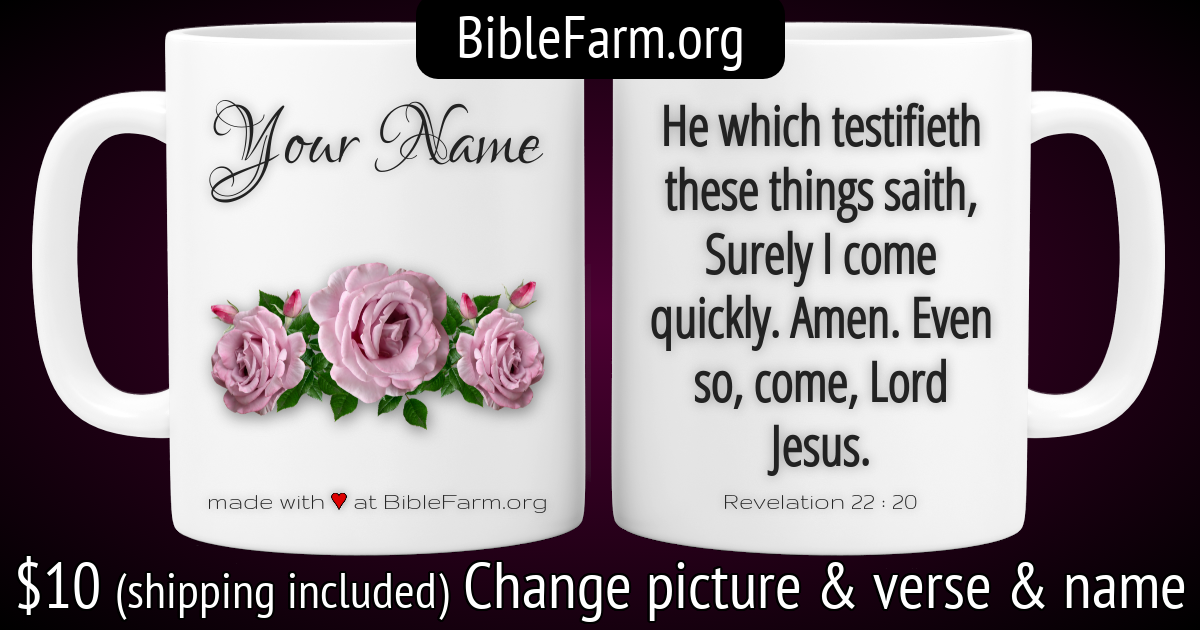 BibleFarm.org
Your Name
made with ♥ at BibleFarm.org
He which testifieth
these things saith,
Surely I come
quickly. Amen. Even
so, come, Lord
Jesus.
Revelation 22 : 20
$10 (shipping included) Change picture & verse & name